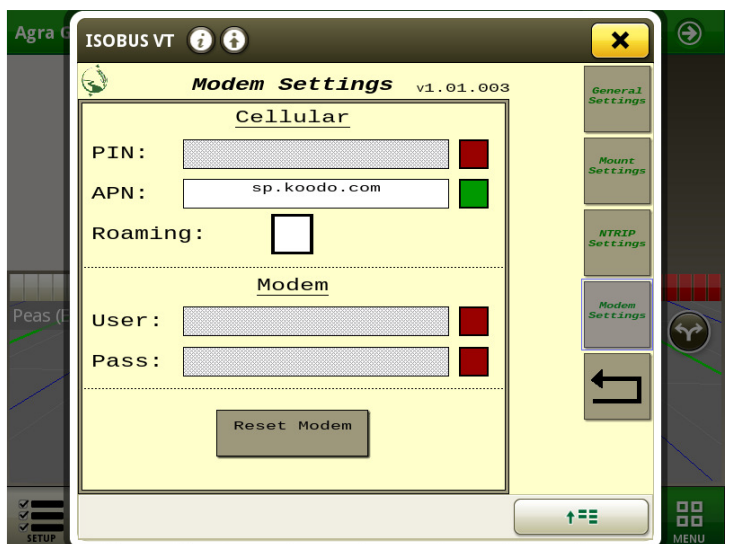 Agra G
ISOBUS VT
Modem Settings v1.01.003
Cellular
PIN:
APN: sp.koodo.com
Roaming:
Modem
User:
Pass:
Reset Modem
General
Settings
Mount
Settings
NTRIP
Settings
Modem
Settings
Peas (E
SETUP
MENU